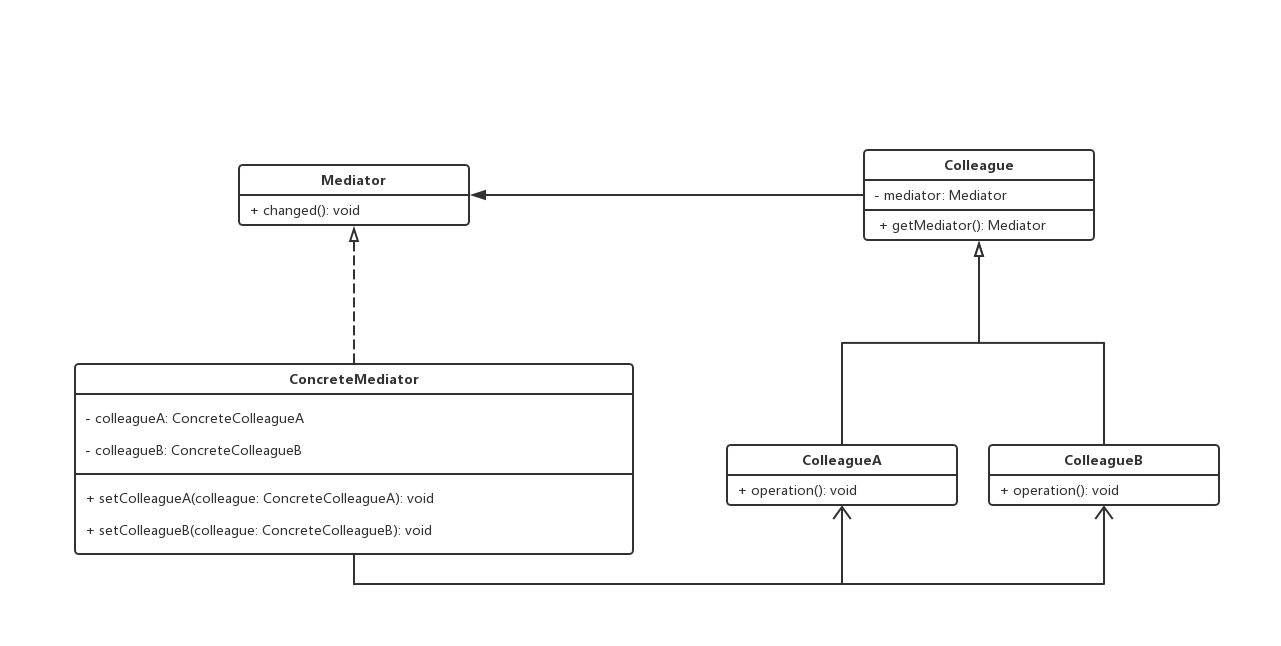 Mediator
+ changed(): void
Colleague
- mediator: Mediator
+ getMediator(): Mediator
ConcreteMediator
- colleagueA: ConcreteColleagueA
- colleagueB: ConcreteColleagueB
+ setColleagueA(colleague: ConcreteColleagueA): void
+ setColleagueB(colleague: ConcreteColleagueB): void
ColleagueA
+ operation(): void
ColleagueB
+ operation(): void